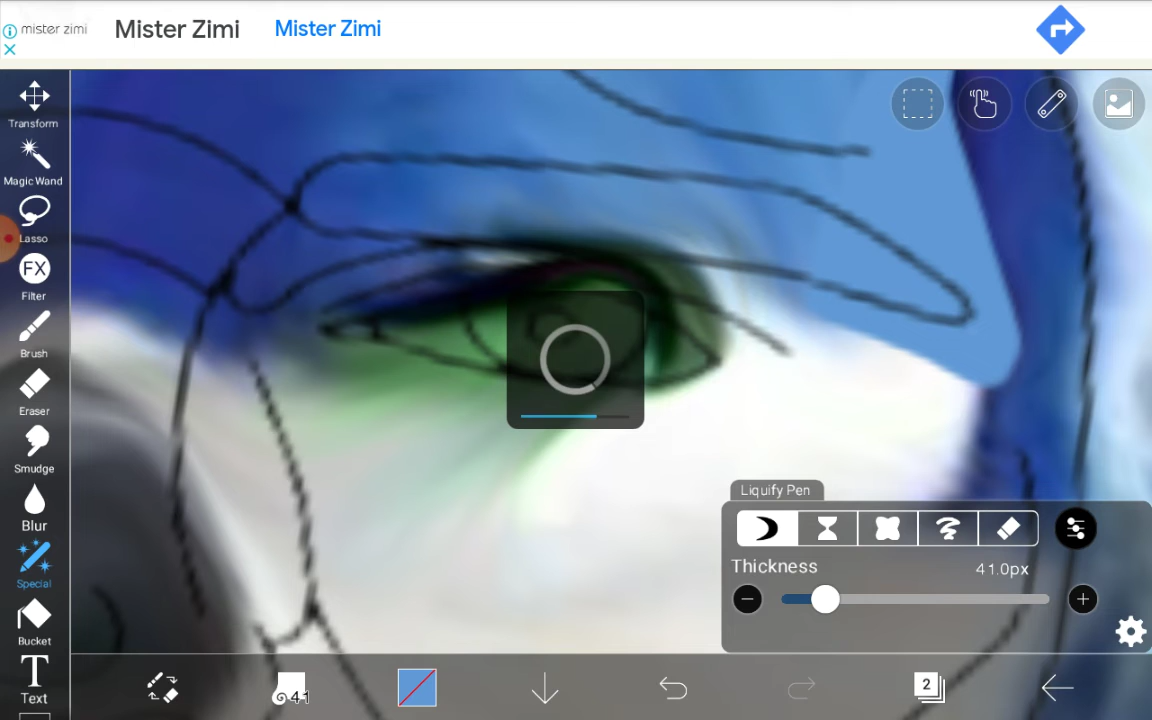 mister zimi
Mister Zimi
Mister Zimi
Transform
Magic Wand
Lasso
FX
Filter
Brush
Eraser
Smudge
Blur
Special
Bucket
T
Text
Liquify Pen
Thickness
41.0px
41
2